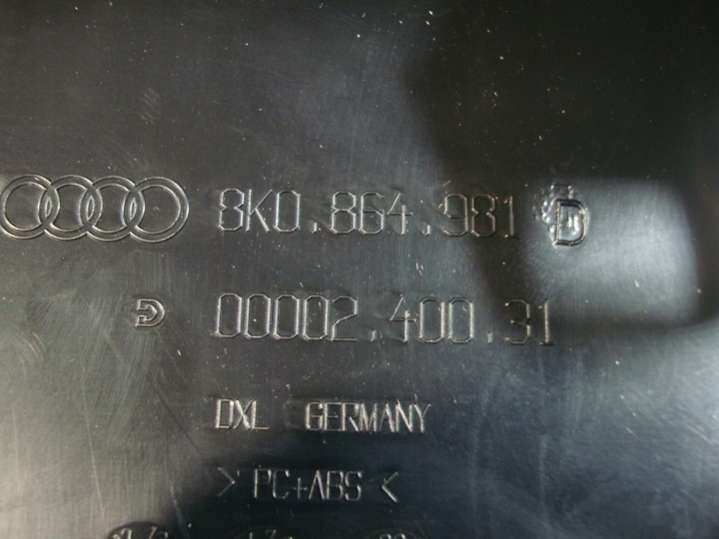 8K0.864.981 D
00002.400.31
DXL GERMANY
>PC+ABS<